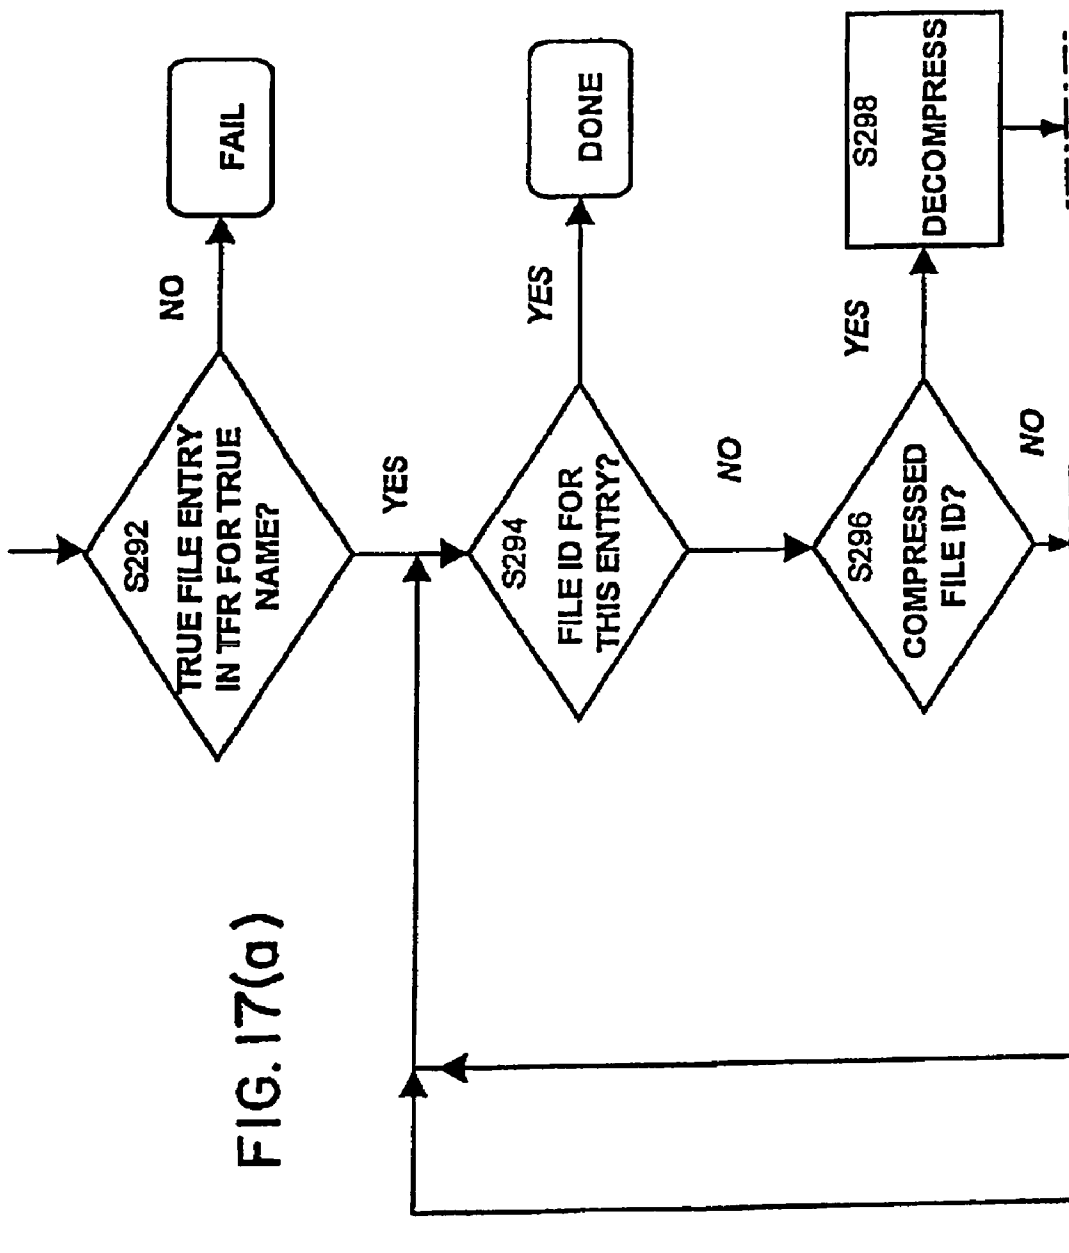 FIG. 17(a)
S292
TRUE FILE ENTRY
IN TFR FOR TRUE
NAME?
NO
FAIL
YES
S294
FILE ID FOR
THIS ENTRY?
YES
DONE
NO
S296
COMPRESSED
FILE ID?
YES
S298
DECOMPRESS
NO